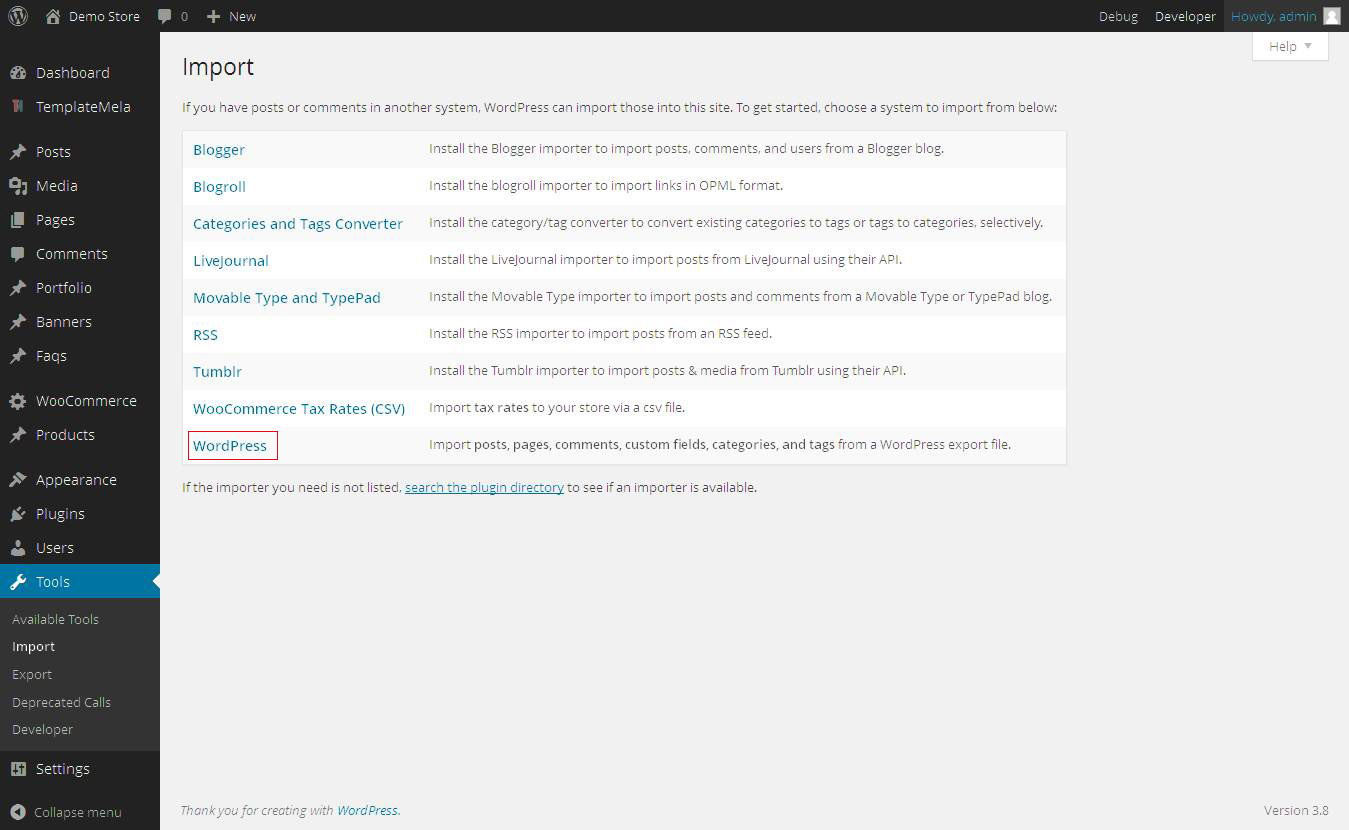 Demo Store 0 New Debug Developer Howdy, admin
Help
Dashboard
TemplateMela
Posts
Media
Pages
Comments
Portfolio
Banners
Faqs
WooCommerce
Products
Appearance
Plugins
Users
Tools
Available Tools
Import
Export
Deprecated Calls
Developer
Settings
Collapse menu
Import
If you have posts or comments in another system, WordPress can import those into this site. To get started, choose a system to import from below:
Blogger Install the Blogger importer to import posts, comments, and users from a Blogger blog.
Blogroll Install the blogroll importer to import links in OPML format.
Categories and Tags Converter Install the category/tag converter to convert existing categories to tags or tags to categories, selectively.
LiveJournal Install the LiveJournal importer to import posts from LiveJournal using their API.
Movable Type and TypePad Install the Movable Type importer to import posts and comments from a Movable Type or TypePad blog.
RSS Install the RSS importer to import posts from an RSS feed.
Tumblr Install the Tumblr importer to import posts & media from Tumblr using their API.
WooCommerce Tax Rates (CSV) Import tax rates to your store via a csv file.
WordPress Import posts, pages, comments, custom fields, categories, and tags from a WordPress export file.
If the importer you need is not listed, search the plugin directory to see if an importer is available.
Thank you for creating with WordPress. Version 3.8